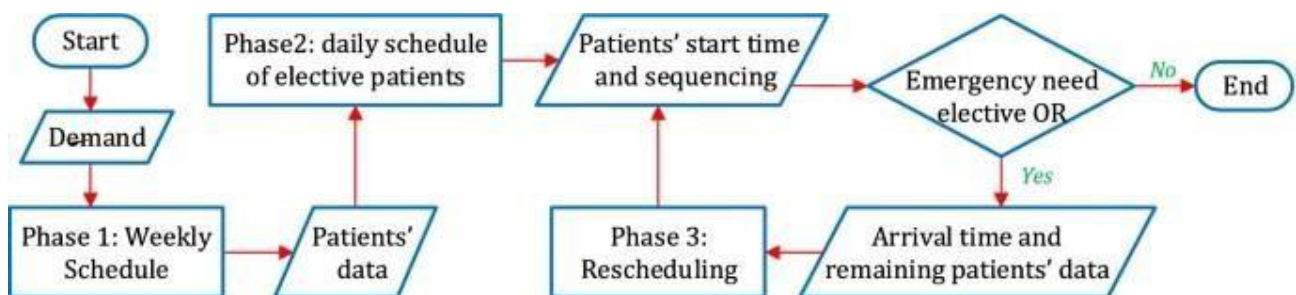 Start
Demand
Phase 1: Weekly
Schedule
Patients'
data
Phase2: daily schedule
of elective patients
Patients' start time
and sequencing
Emergency need
elective OR
No
End
Yes
Arrival time and
remaining patients' data
Phase 3:
Rescheduling